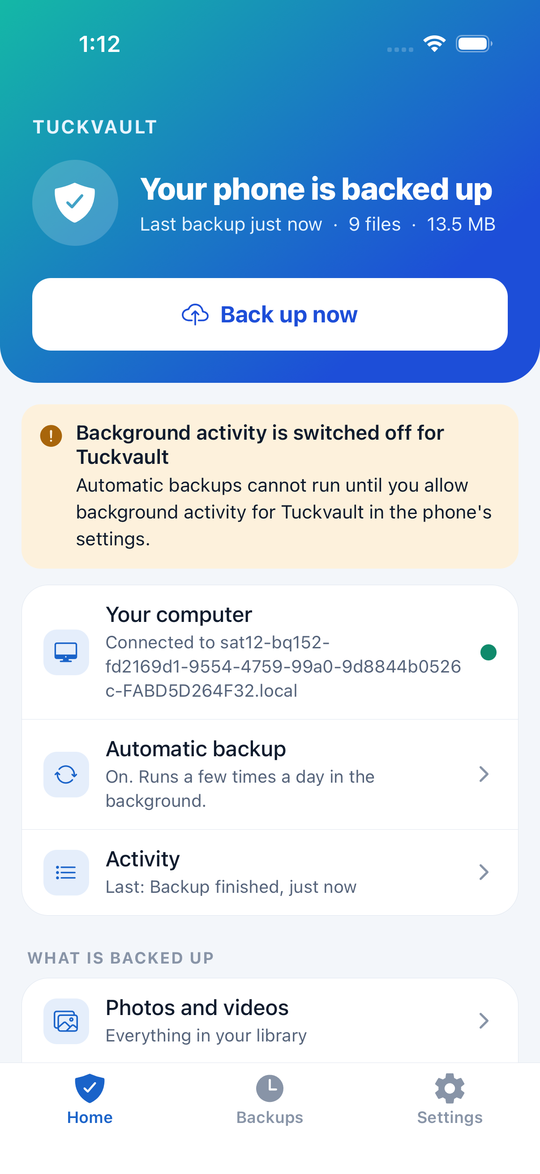 1:12
TUCKVAULT
Your phone is backed up
Last backup just now · 9 files · 13.5 MB
Back up now
Background activity is switched off for
Tuckvault
Automatic backups cannot run until you allow
background activity for Tuckvault in the phone's
settings.
Your computer
Connected to sat12-bq152-
fd2169d1-9554-4759-99a0-9d8844b0526
c-FABD5D264F32.local
Automatic backup
On. Runs a few times a day in the
background.
Activity
Last: Backup finished, just now
WHAT IS BACKED UP
Photos and videos
Everything in your library
Home
Backups
Settings